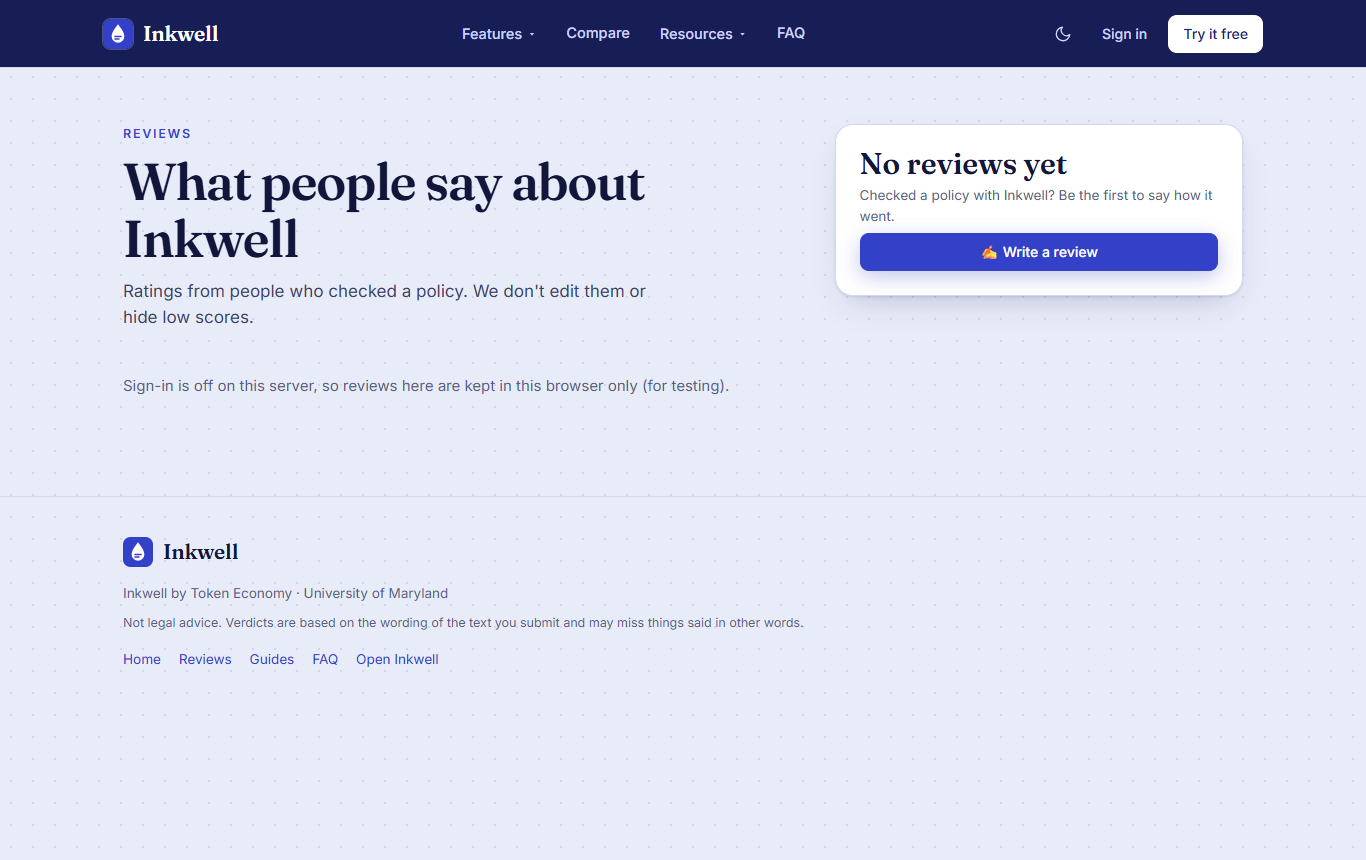 Inkwell
Features
Compare
Resources
FAQ
Sign in
Try it free
REVIEWS
What people say about
Inkwell
Ratings from people who checked a policy. We don't edit them or
hide low scores.
No reviews yet
Checked a policy with Inkwell? Be the first to say how it
went.
✍️ Write a review
Sign-in is off on this server, so reviews here are kept in this browser only (for testing).
Inkwell
Inkwell by Token Economy · University of Maryland
Not legal advice. Verdicts are based on the wording of the text you submit and may miss things said in other words.
Home Reviews Guides FAQ Open Inkwell